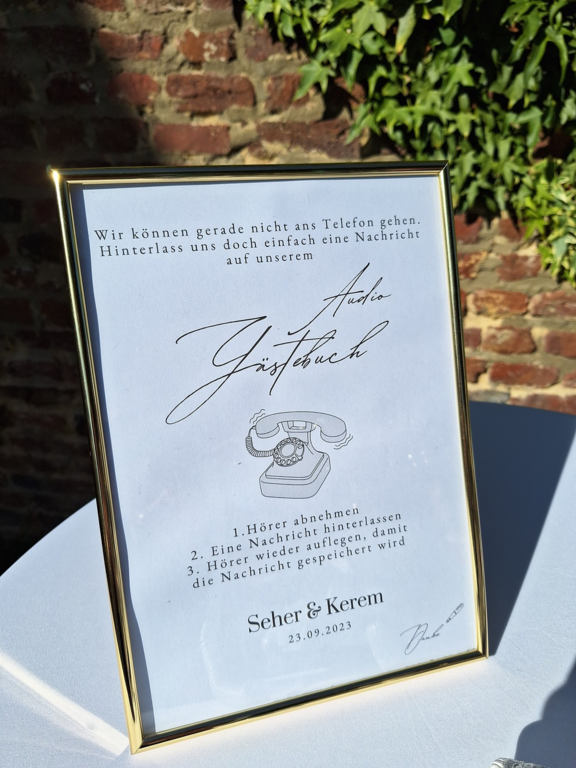 Wir können gerade nicht ans Telefon gehen.
Hinterlass uns doch einfach eine Nachricht
auf unserem
Audio
Gästebuch
1.Hörer abnehmen
2. Eine Nachricht hinterlassen
3. Hörer wieder auflegen, damit
die Nachricht gespeichert wird
Seher & Kerem
23.09.2023
Danke